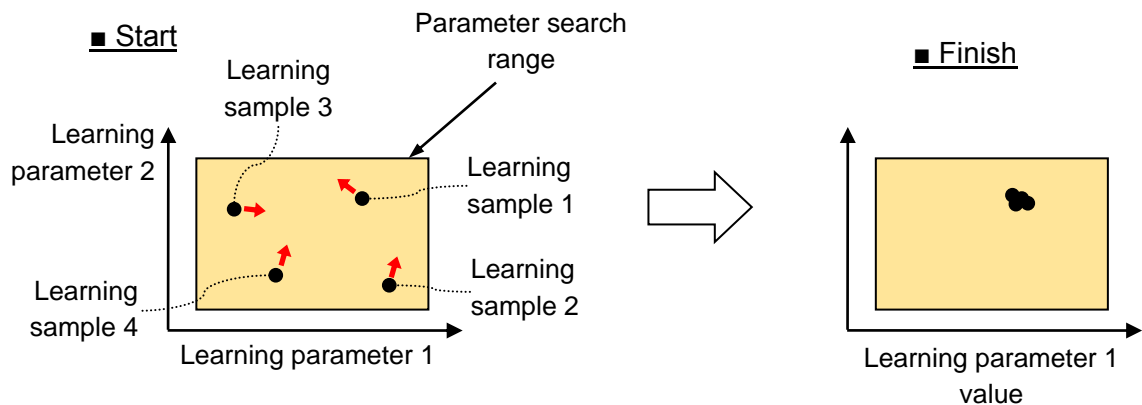 ■ Start
Parameter search
range
Learning
sample 3
Learning
parameter 2
Learning
sample 1
Learning
sample 2
Learning
sample 4
Learning parameter 1
■ Finish
Learning parameter 1
value